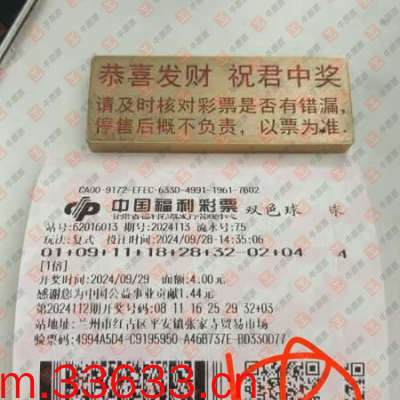 恭喜发财 祝君中奖
请及时核对彩票是否有错漏，
停售后概不负责，以票为准.
CA00-9172-EFEC-6330-4991-1961-7602
中国福利彩票 双色球
站号:62016013 期号:2024113 流水号:75
玩法:复式 投注时间:2024/09/28-14:35:06
01+09+11+18+28+32-02+04 4
[1倍]
开奖时间:2024/09/29 面额:4.00元
感谢您为中国公益事业贡献1.44元
第2024112期开奖号码:08 11 16 25 29 32+03
站点地址:兰州市红古区平安镇张家寺贸易市场
验票码:4994A5D4-C9195950-A46B737E-BD330D77
m.33633.cn